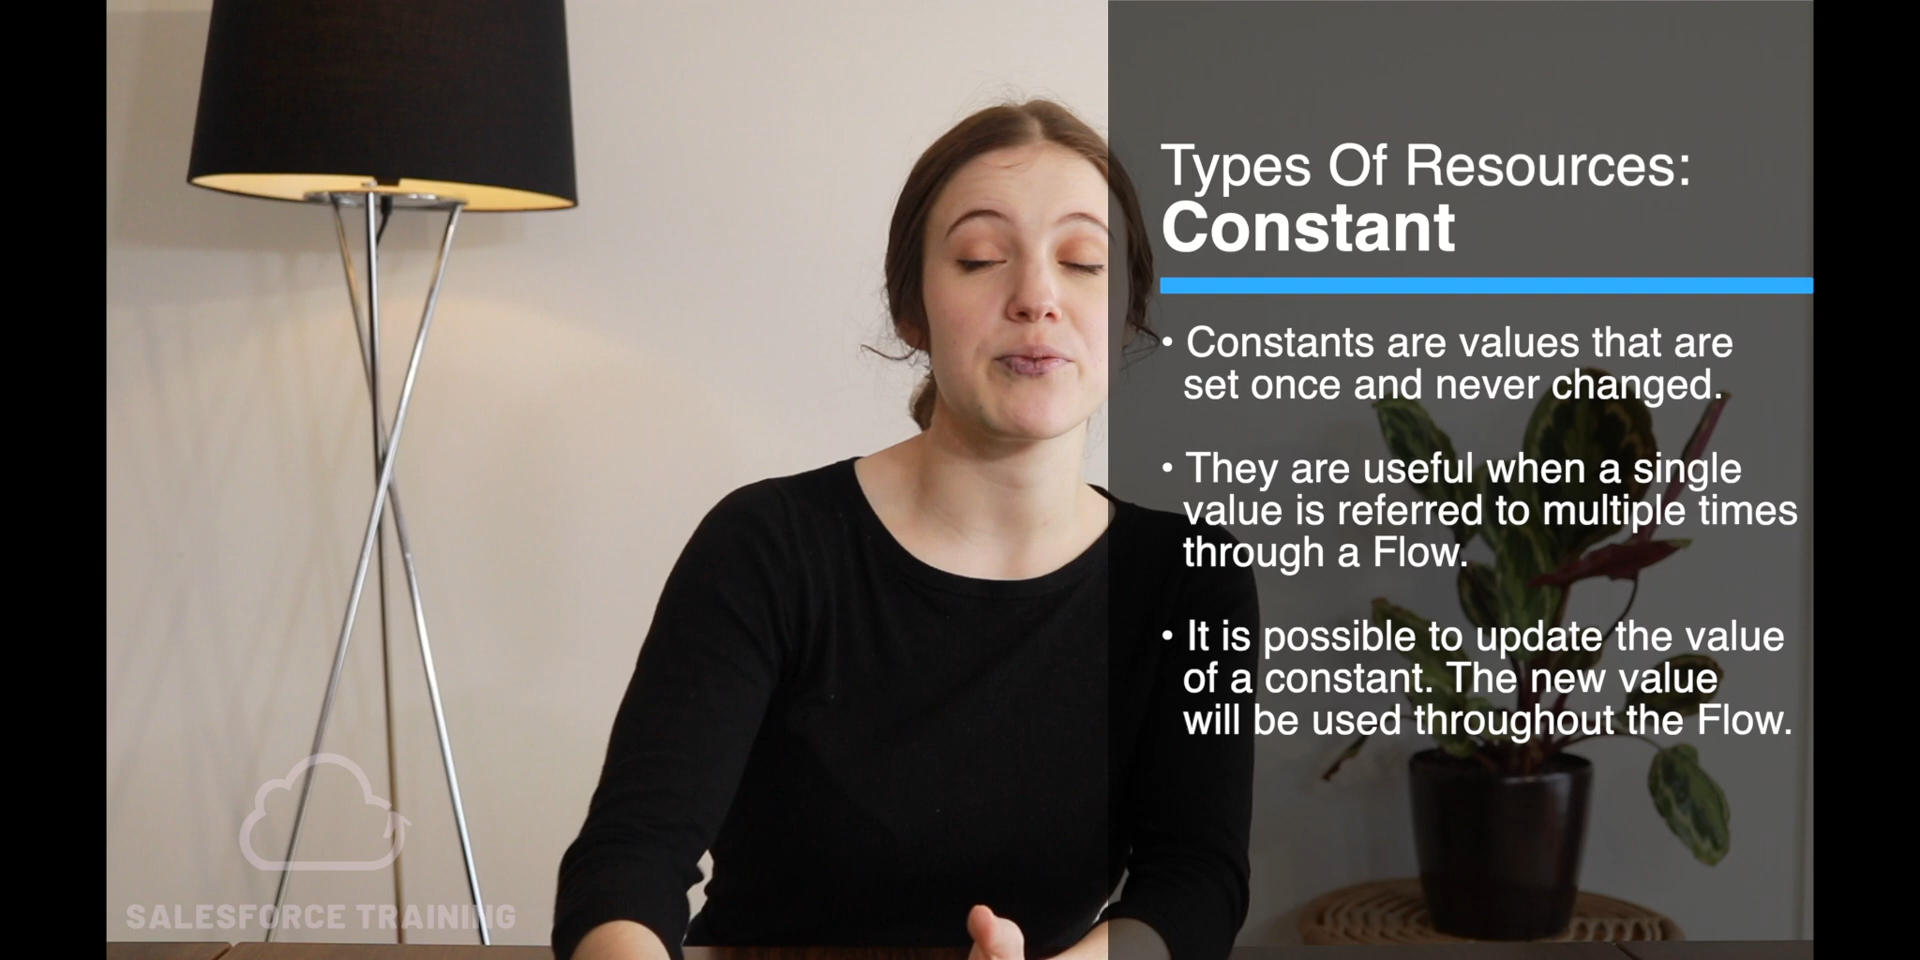 Types Of Resources:
Constant
• Constants are values that are
set once and never changed.
• They are useful when a single
value is referred to multiple times
through a Flow.
• It is possible to update the value
of a constant. The new value
will be used throughout the Flow.
SALESFORCE TRAINING